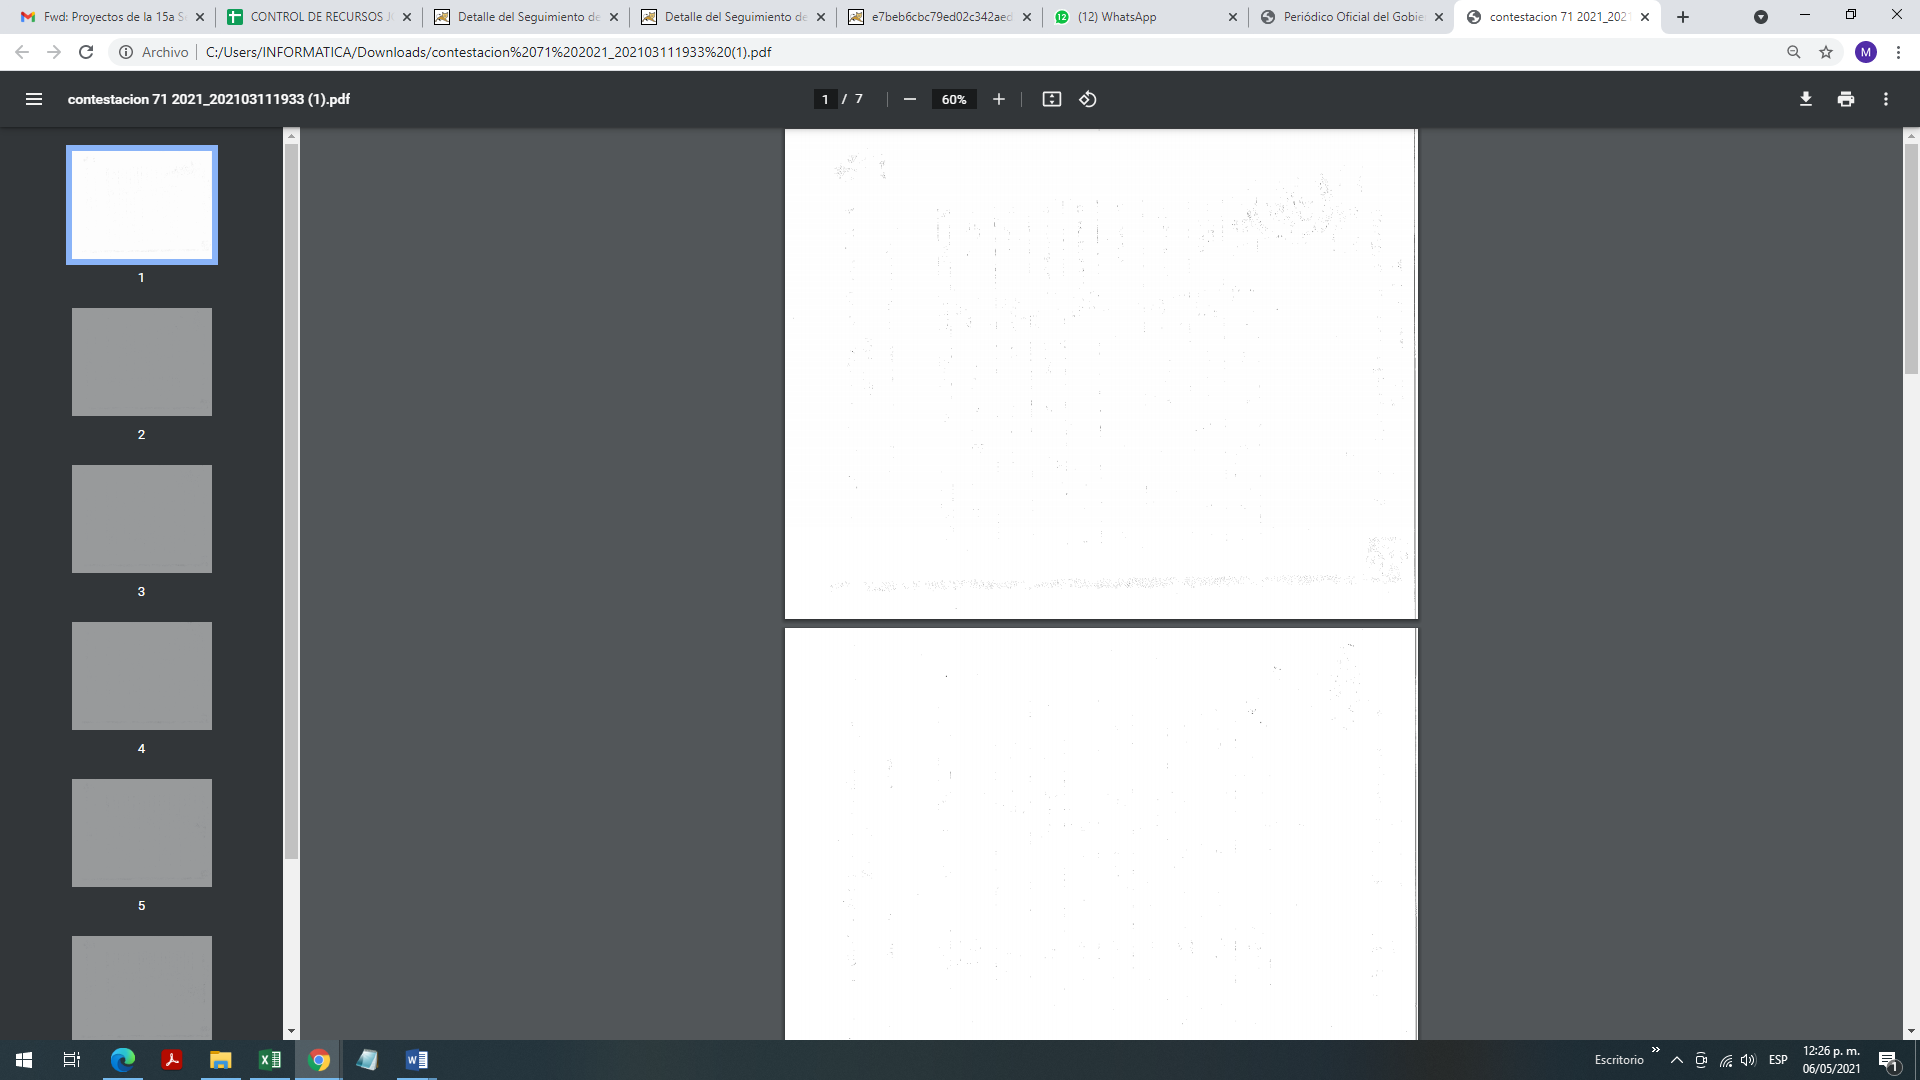 Fwd: Proyectos de la 15a S
CONTROL DE RECURSOS J
Detalle del Seguimiento de
Detalle del Seguimiento de
e7beb6cbc79ed02c342aed
(12) WhatsApp
Periódico Oficial del Gobie
contestacion 71 2021_2021
Archivo
C:/Users/INFORMATICA/Downloads/contestacion%2071%202021_202103111933%20(1).pdf
M
contestacion 71 2021_202103111933 (1).pdf
1 / 7
60%
1
2
3
4
5
Escritorio
ESP
12:26 p. m.
06/05/2021
1